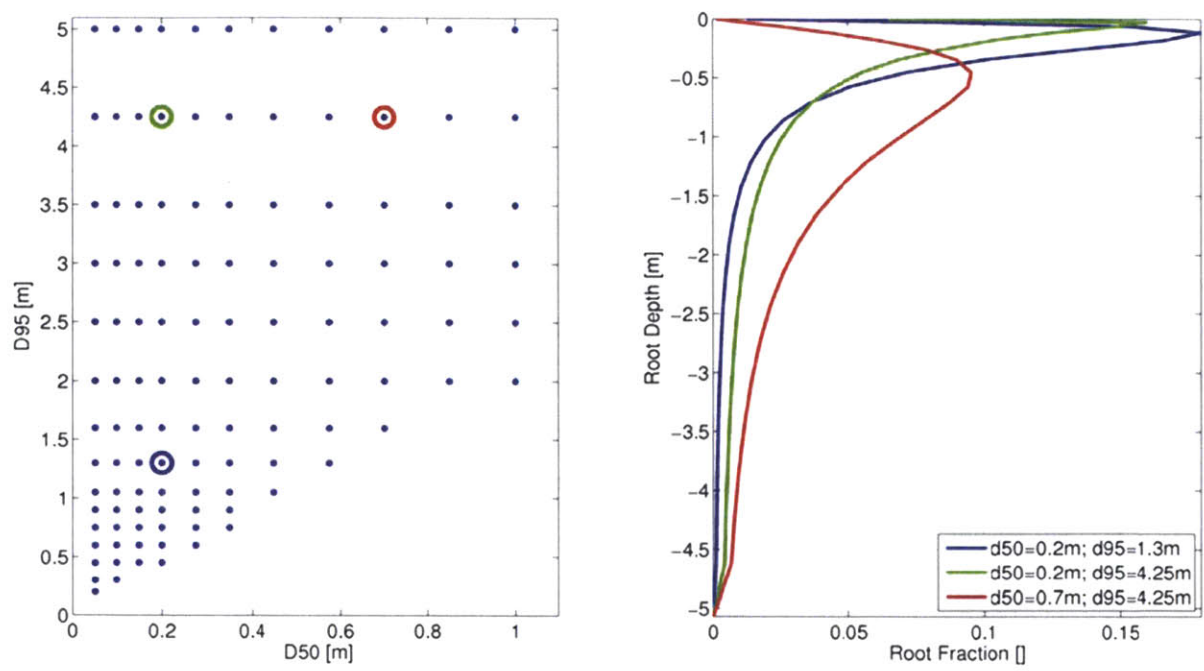 5
4.5
4
3.5
3
2.5
2
1.5
1
0.5
0
D95 [m]
0 0.2 0.4 0.6 0.8 1
D50 [m]
0
−0.5
−1
−1.5
−2
−2.5
−3
−3.5
−4
−4.5
−5
Root Depth [m]
d50=0.2m; d95=1.3m
d50=0.2m; d95=4.25m
d50=0.7m; d95=4.25m
0 0.05 0.1 0.15
Root Fraction []